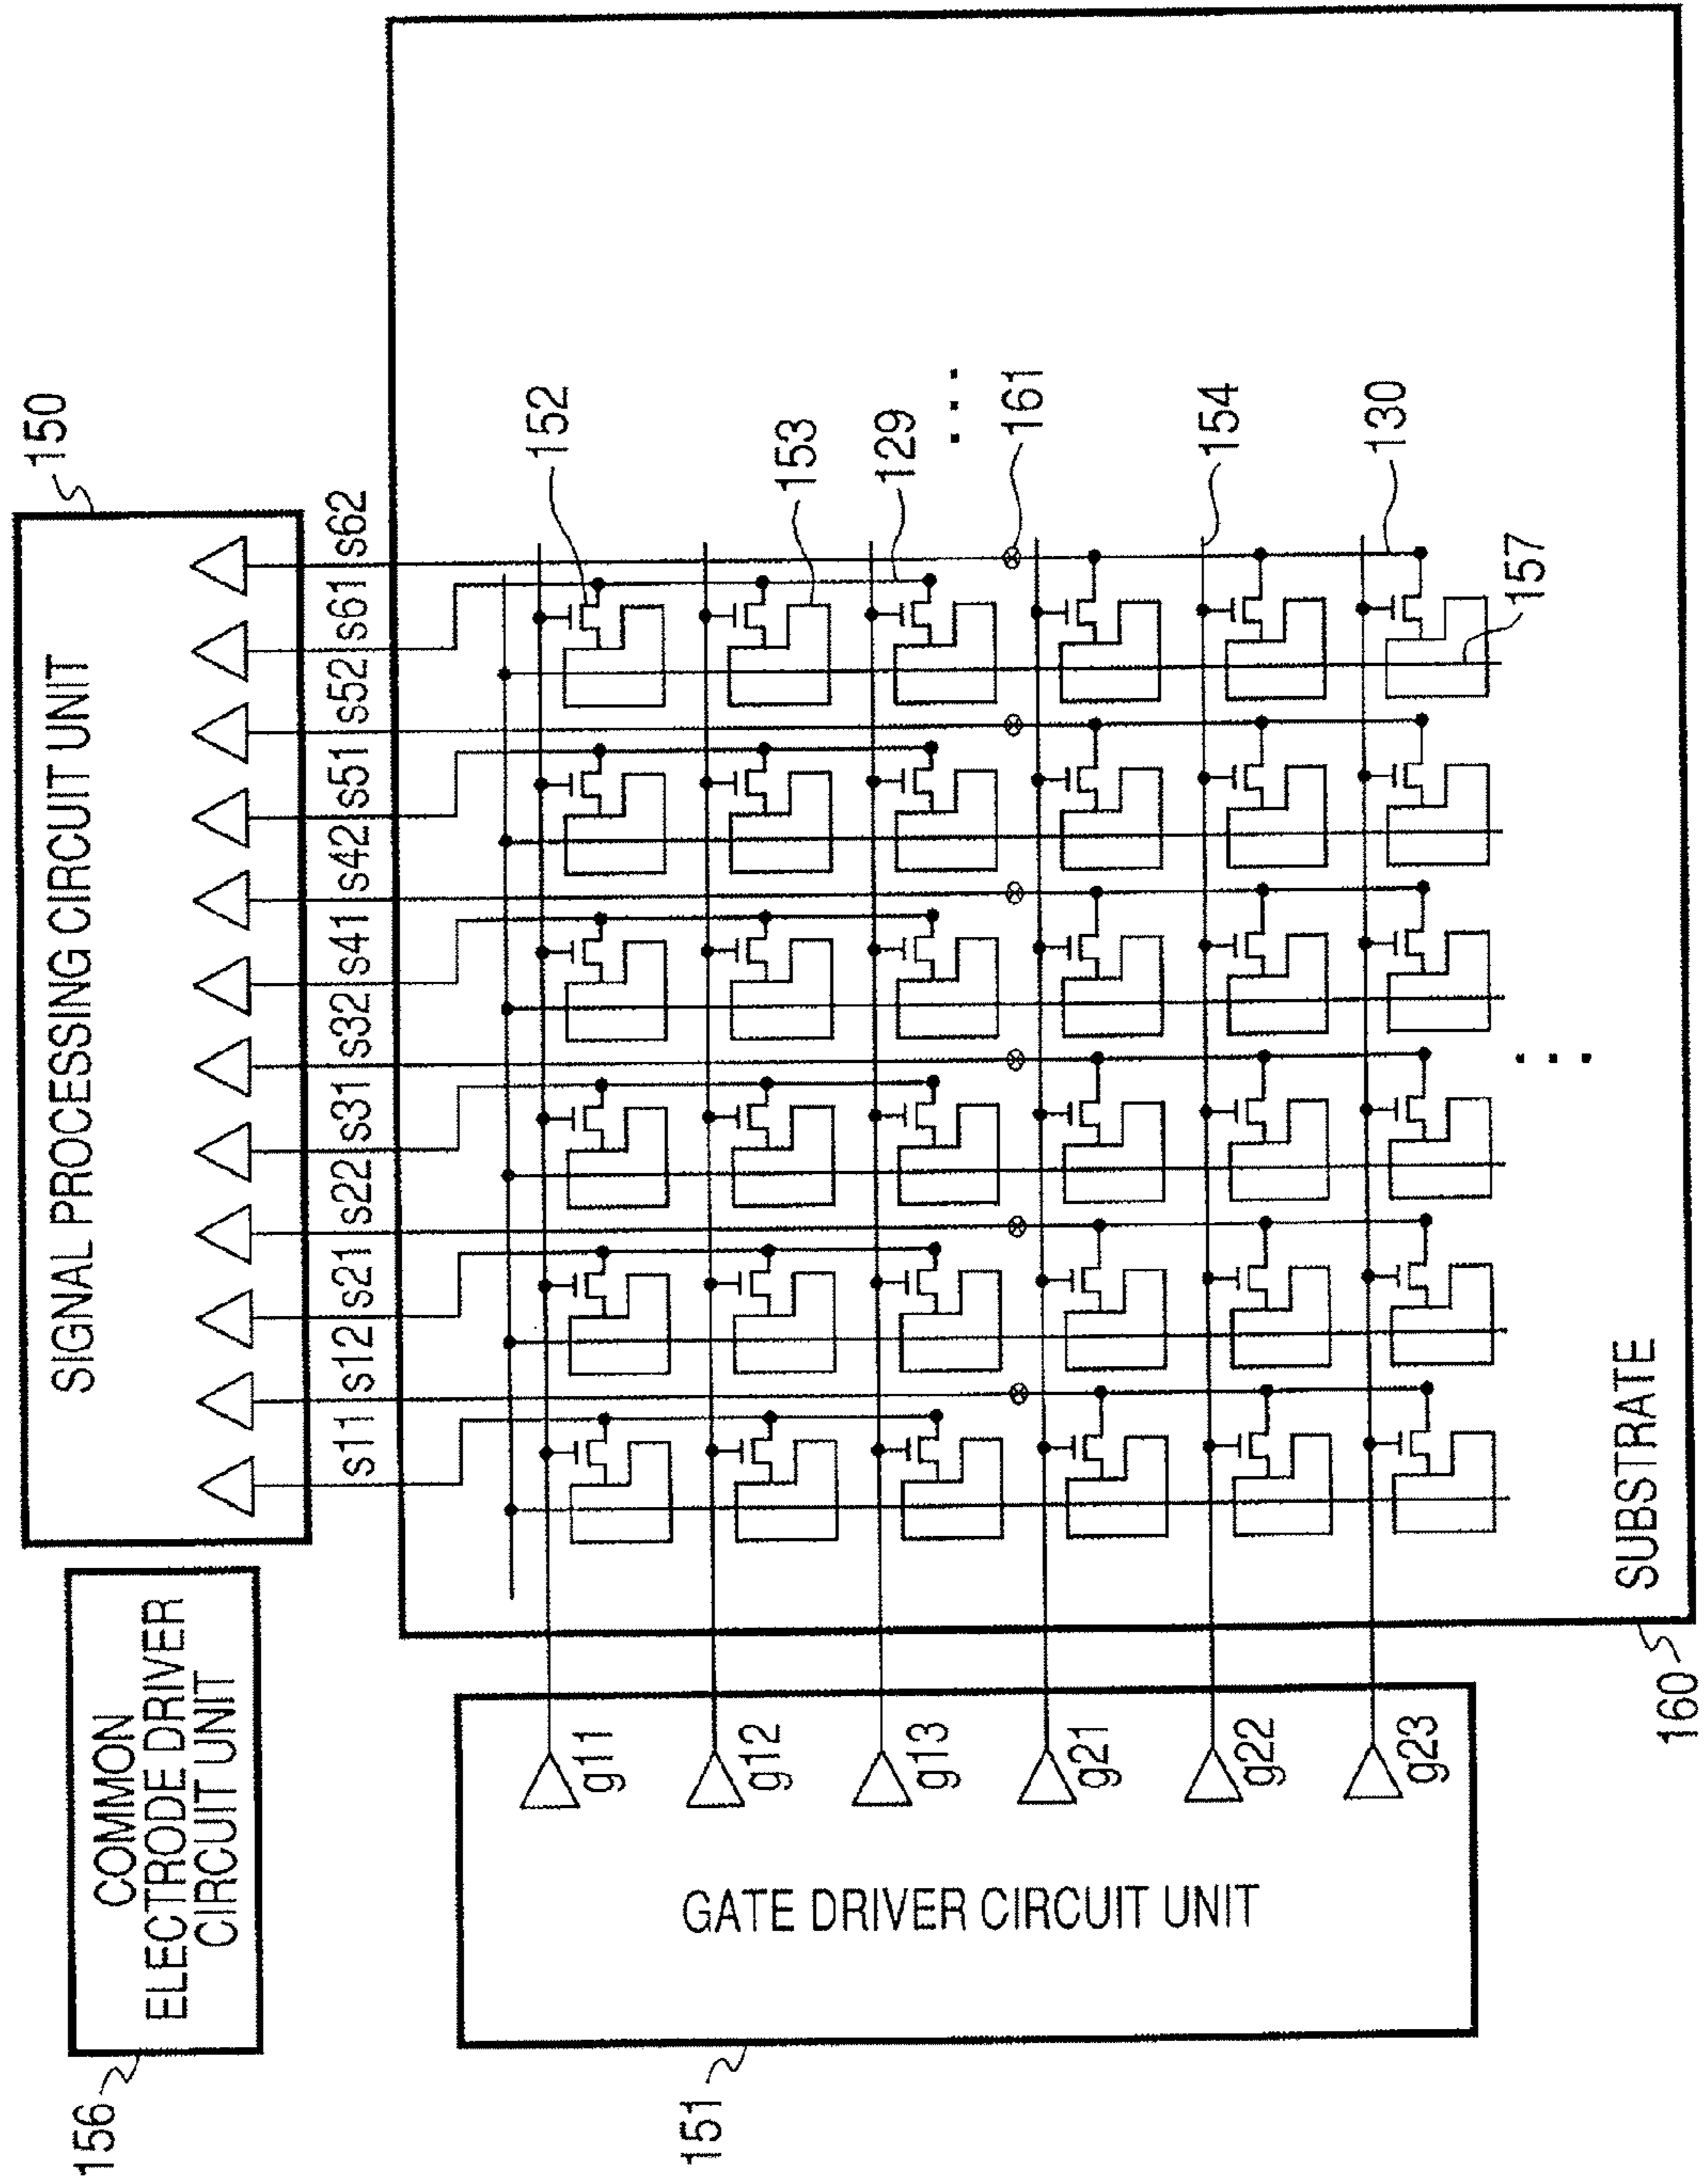 156
COMMON
ELECTRODE DRIVER
CIRCUIT UNIT
SIGNAL PROCESSING CIRCUIT UNIT
150
s11
s12
s21
s22
s31
s32
s41
s42
s51
s52
s61
s62
151
GATE DRIVER CIRCUIT UNIT
g11
g12
g13
g21
g22
g23
152
153
129
...
161
154
130
157
...
SUBSTRATE
160